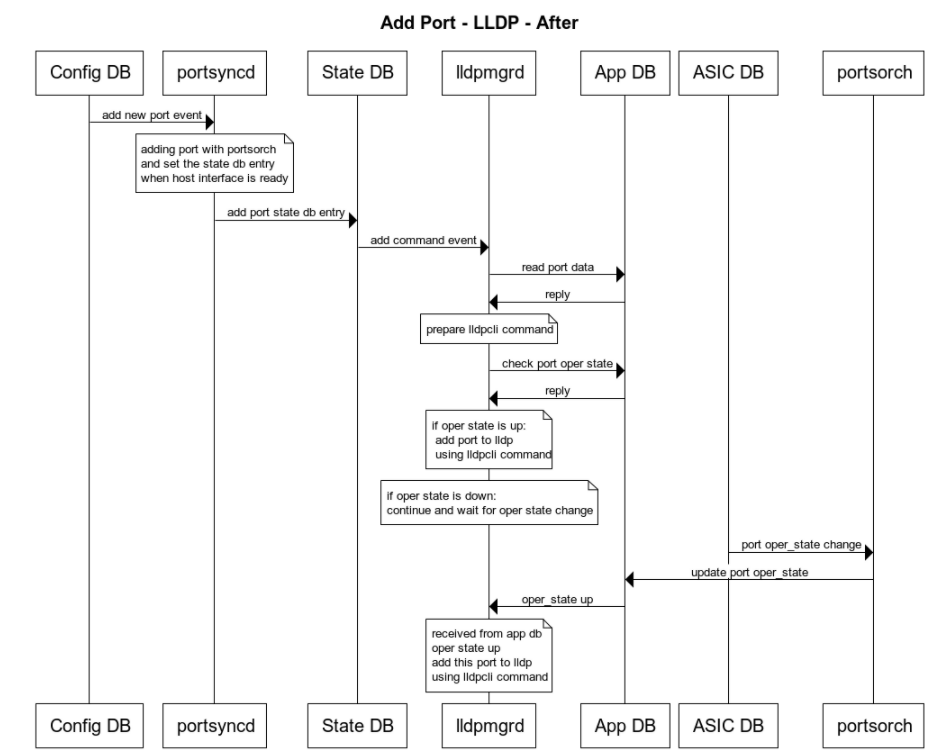 Add Port - LLDP - After
Config DB
portsyncd
State DB
lldpmgrd
App DB
ASIC DB
portsorch
add new port event
adding port with portsorch
and set the state db entry
when host interface is ready
add port state db entry
add command event
read port data
reply
prepare lldpcli command
check port oper state
reply
if oper state is up:
add port to lldp
using lldpcli command
if oper state is down:
continue and wait for oper state change
port oper_state change
update port oper_state
oper_state up
received from app db
oper state up
add this port to lldp
using lldpcli command
Config DB
portsyncd
State DB
lldpmgrd
App DB
ASIC DB
portsorch